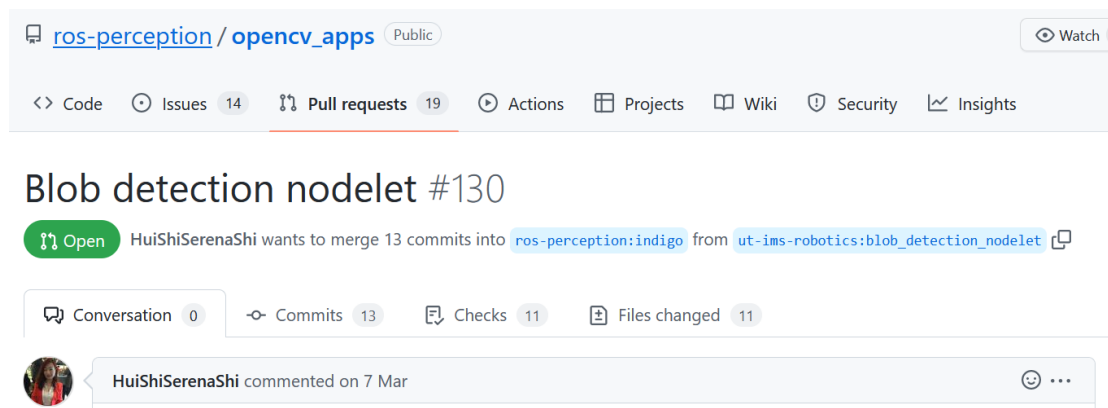 ros-perception / opencv_apps Public Watch
Code Issues 14 Pull requests 19 Actions Projects Wiki Security Insights
Blob detection nodelet #130
Open HuiShiSerenaShi wants to merge 13 commits into ros-perception:indigo from ut-ims-robotics:blob_detection_nodelet
Conversation 0 Commits 13 Checks 11 Files changed 11
HuiShiSerenaShi commented on 7 Mar